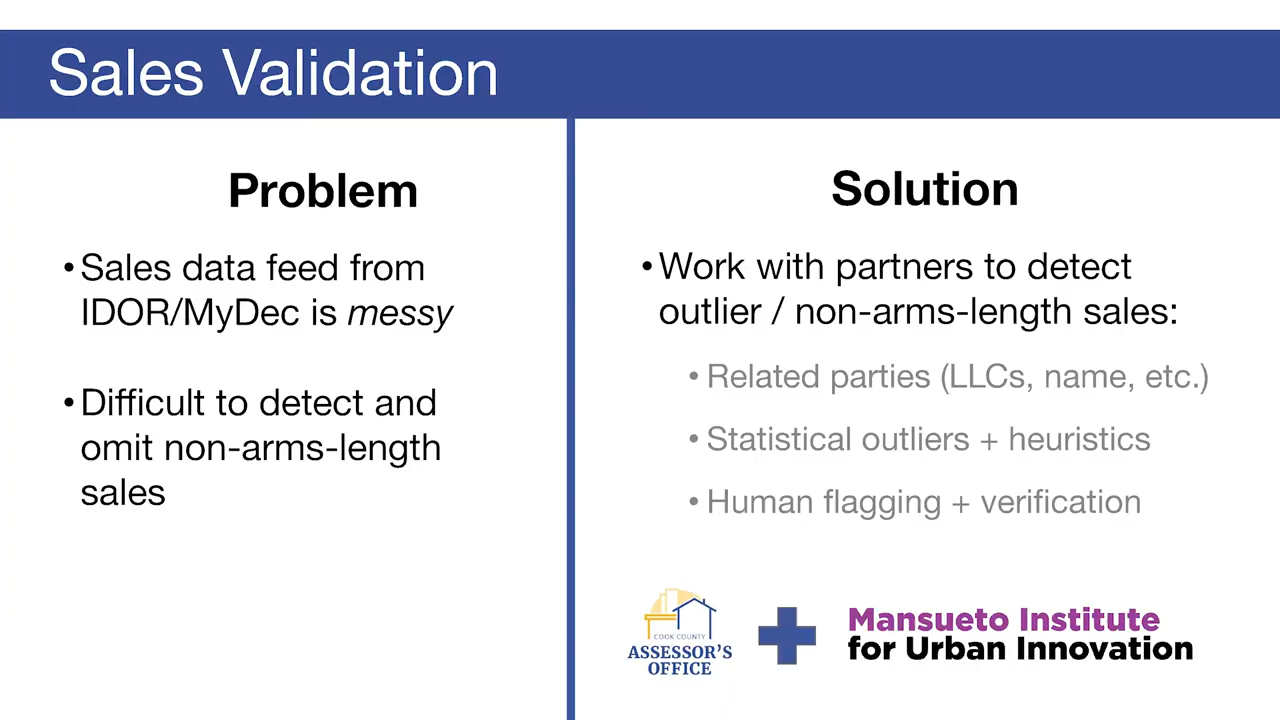 Sales Validation
Problem
•Sales data feed from
IDOR/MyDec is messy
•Difficult to detect and
omit non-arms-length
sales
Solution
•Work with partners to detect
outlier / non-arms-length sales:
•Related parties (LLCs, name, etc.)
•Statistical outliers + heuristics
•Human flagging + verification
COOK COUNTY
ASSESSOR'S
OFFICE
Mansueto Institute
for Urban Innovation